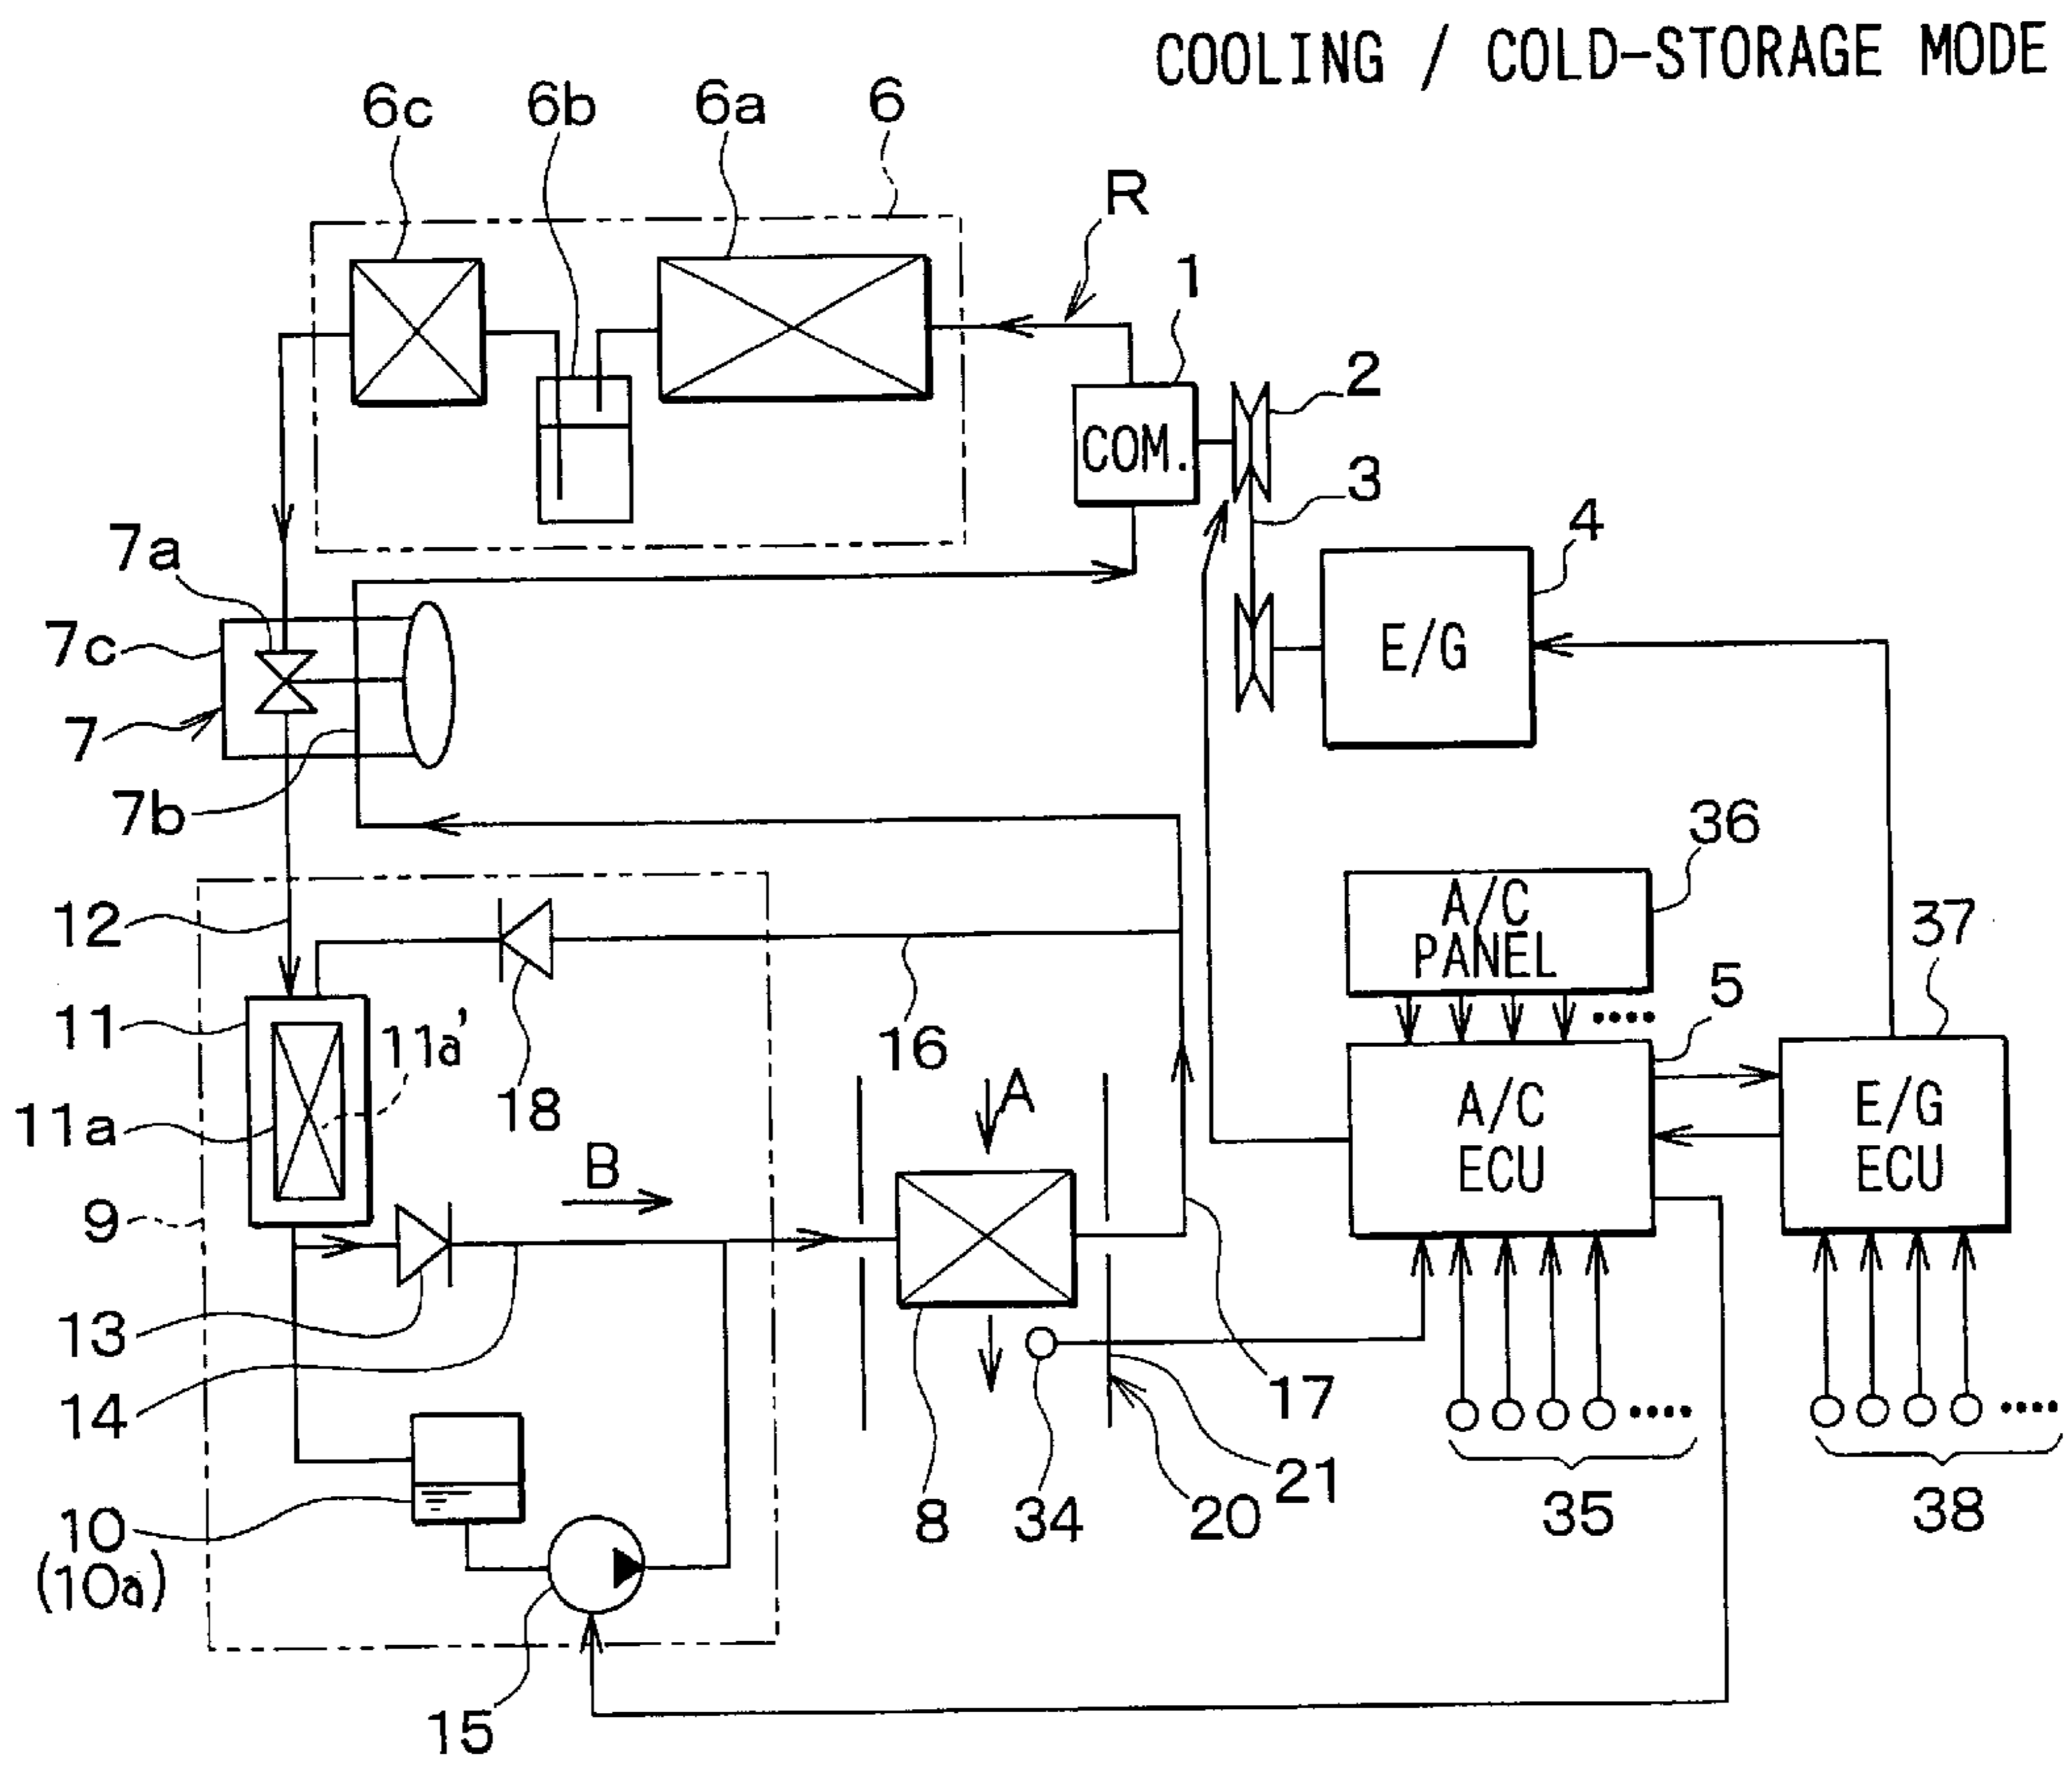 COOLING / COLD-STORAGE MODE
6c 6b 6a 6
R
1
2
COM.
3
4
7a
E/G
7c
7
7b
36
12
A/C
PANEL
37
5
11
11a'
16
18
A
11a
A/C
ECU
E/G
ECU
B
9
13
14
17
10
(10a)
8
34
21
20
35
38
15